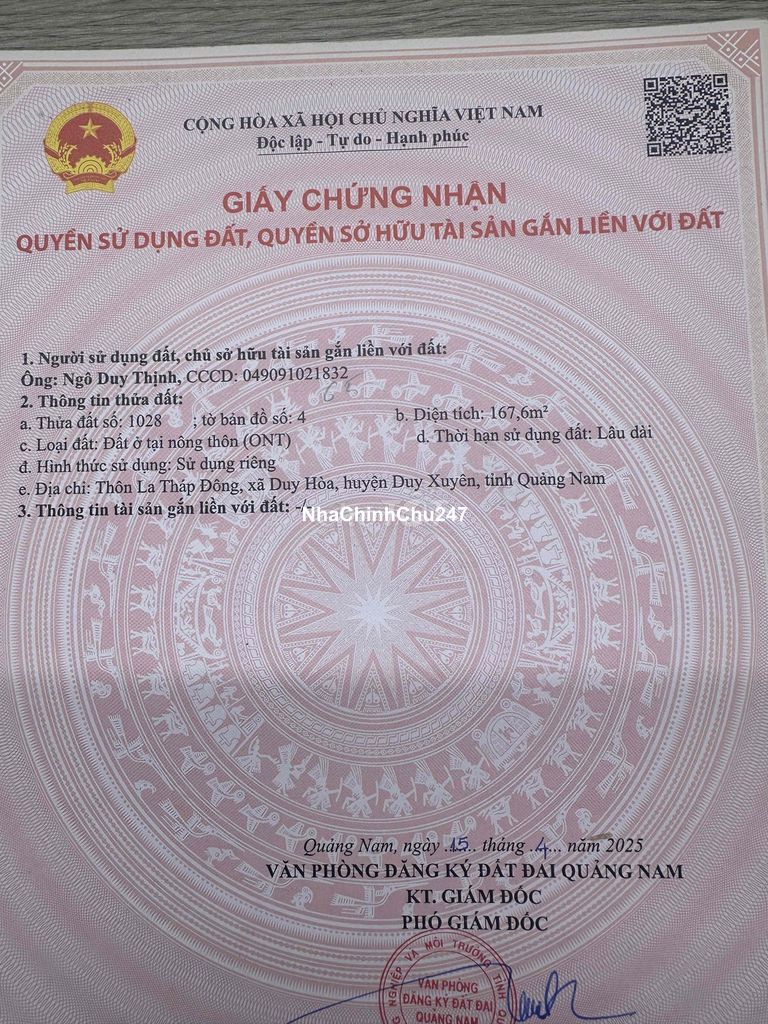 CỘNG HÒA XÃ HỘI CHỦ NGHĨA VIỆT NAM
Độc lập - Tự do - Hạnh phúc
GIẤY CHỨNG NHẬN
QUYỀN SỬ DỤNG ĐẤT, QUYỀN SỞ HỮU TÀI SẢN GẮN LIỀN VỚI ĐẤT
1. Người sử dụng đất, chủ sở hữu tài sản gắn liền với đất:
Ông: Ngô Duy Thịnh, CCCD: 049091021832
2. Thông tin thửa đất:
a. Thửa đất số: 1028 ; tờ bản đồ số: 4 b. Diện tích: 167,6m²
c. Loại đất: Đất ở tại nông thôn (ONT) d. Thời hạn sử dụng đất: Lâu dài
đ. Hình thức sử dụng: Sử dụng riêng
e. Địa chỉ: Thôn La Tháp Đông, xã Duy Hòa, huyện Duy Xuyên, tỉnh Quảng Nam
3. Thông tin tài sản gắn liền với đất: -/-
NhaChinhChu247
Quảng Nam, ngày 15 tháng 4 năm 2025
VĂN PHÒNG ĐĂNG KÝ ĐẤT ĐAI QUẢNG NAM
KT. GIÁM ĐỐC
PHÓ GIÁM ĐỐC
NGHIỆP VÀ MÔI TRƯỜNG TỈNH
VĂN PHÒNG
ĐĂNG KÝ ĐẤT ĐAI
QUẢNG NAM